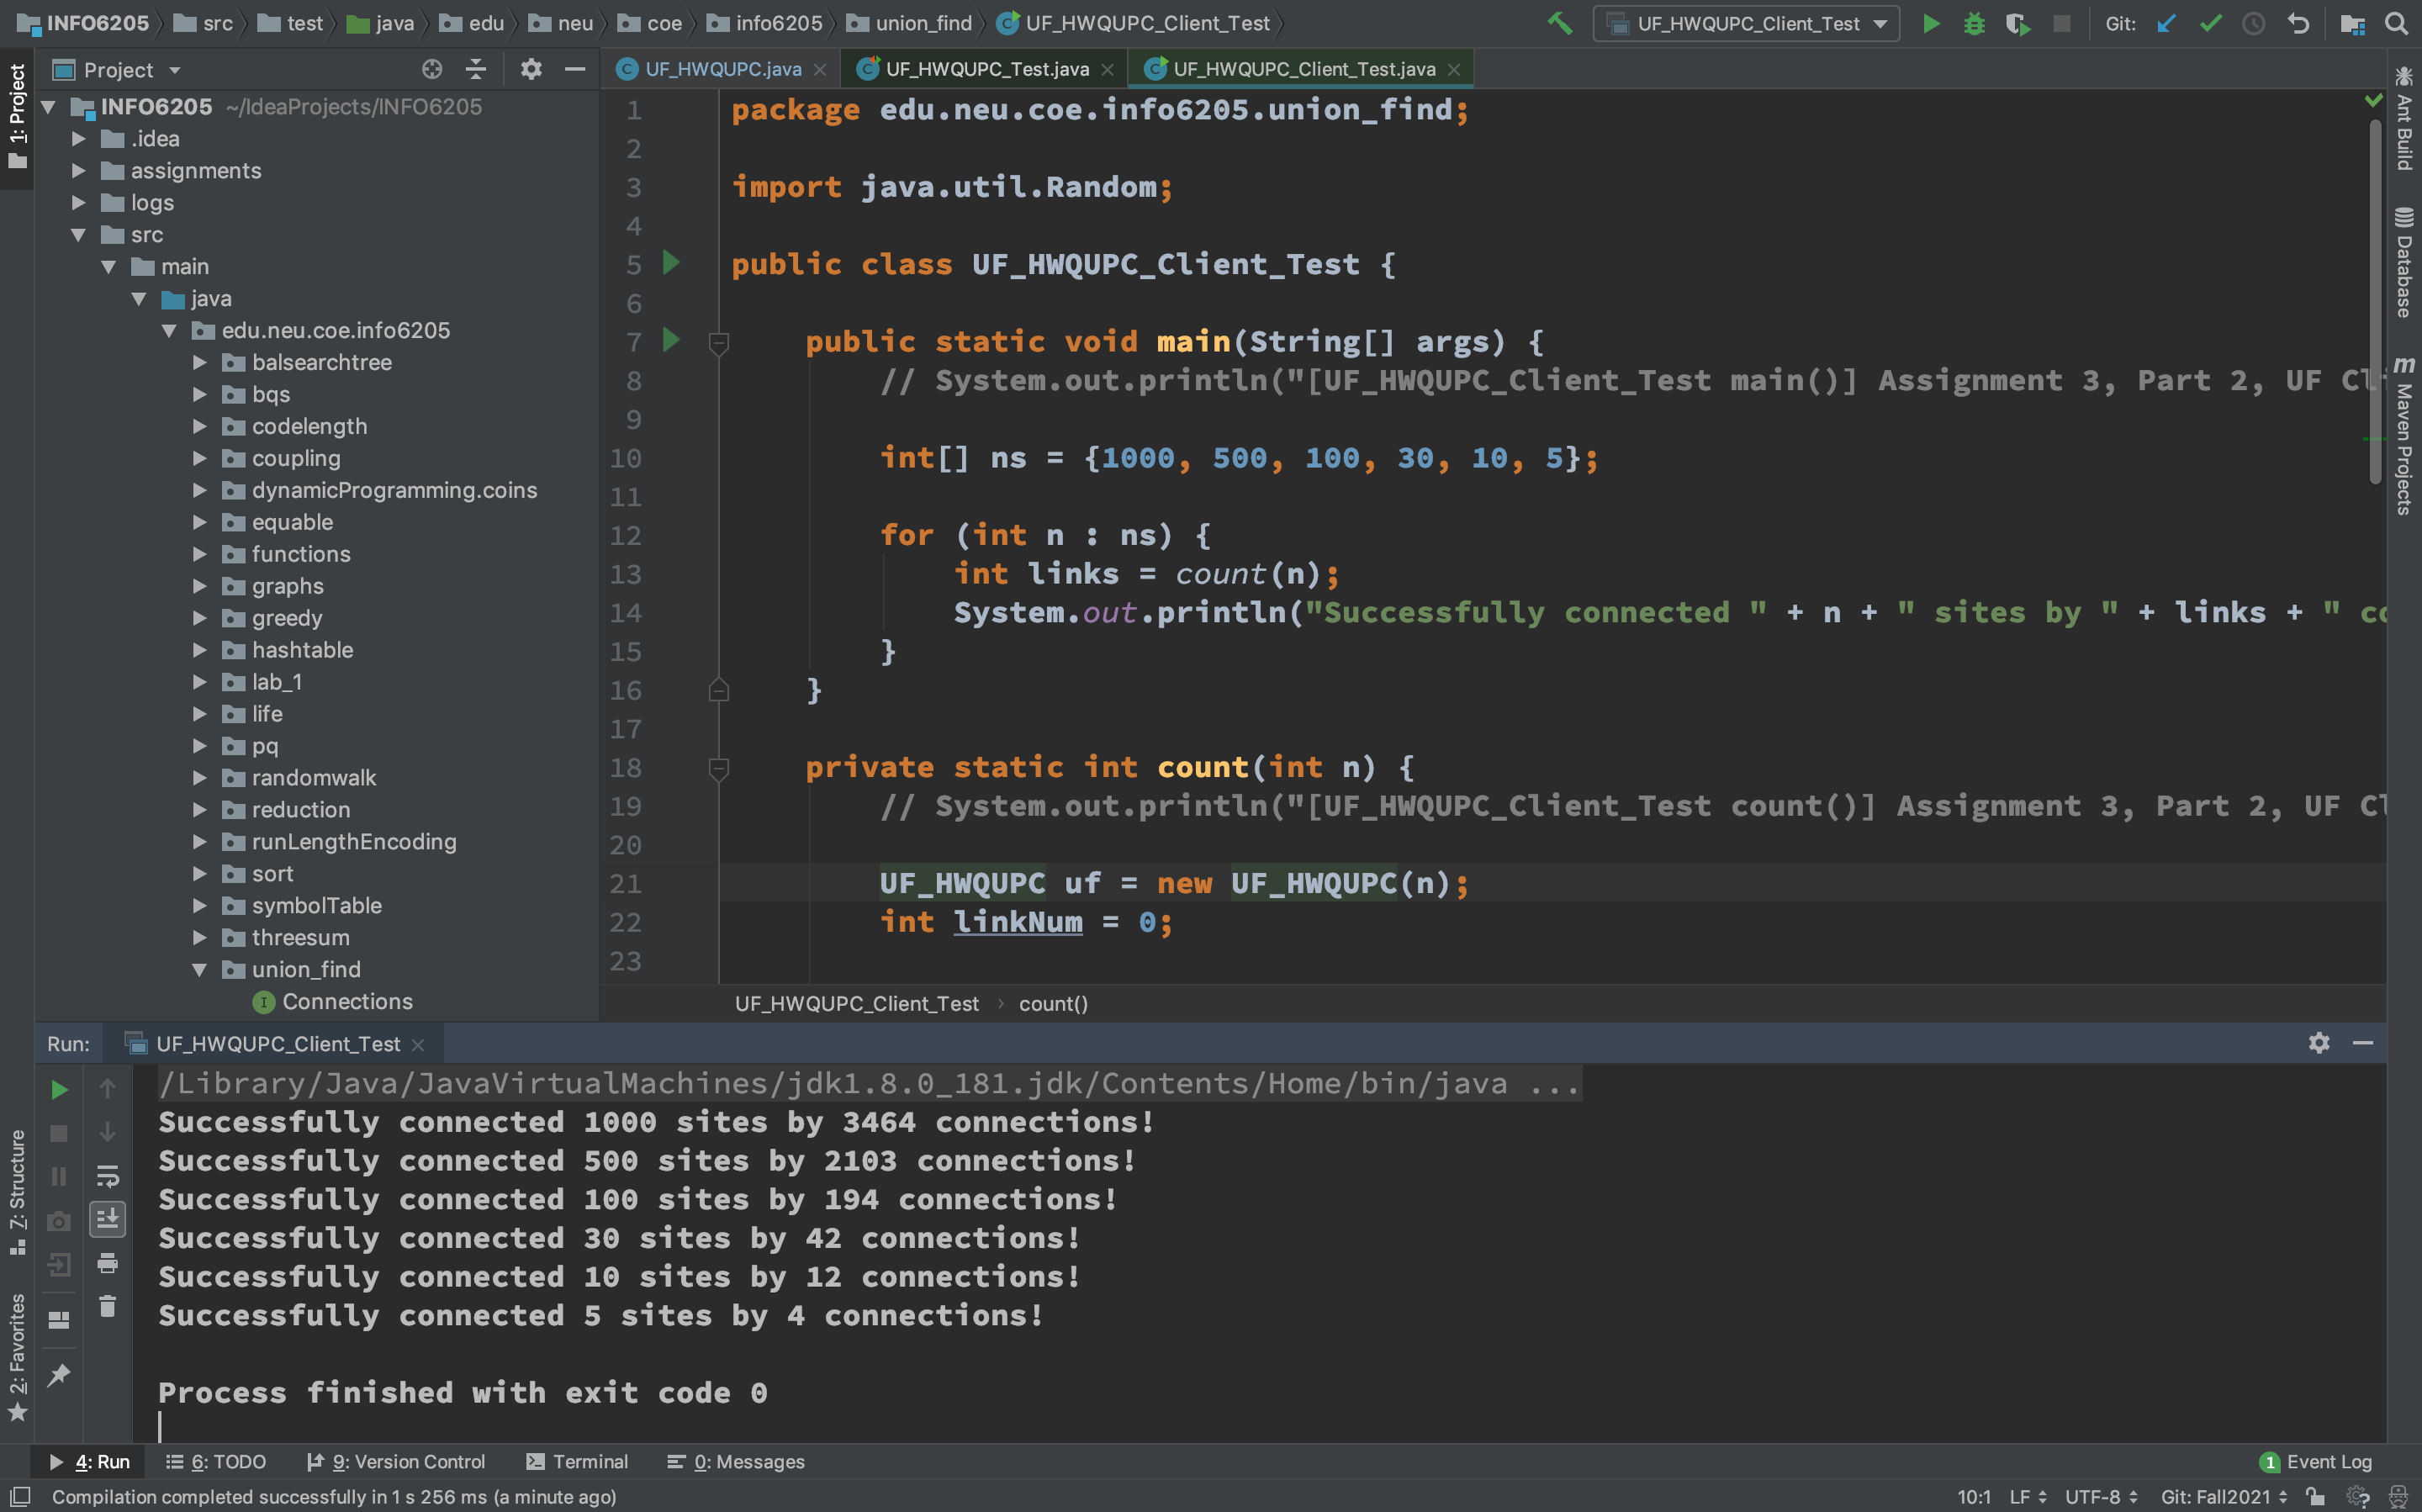 INFO6205 src test java edu neu coe info6205 union_find UF_HWQUPC_Client_Test UF_HWQUPC_Client_Test Git:
1: Project
Project
UF_HWQUPC.java UF_HWQUPC_Test.java UF_HWQUPC_Client_Test.java
INFO6205 ~/IdeaProjects/INFO6205
.idea
assignments
logs
src
main
java
edu.neu.coe.info6205
balsearchtree
bqs
codelength
coupling
dynamicProgramming.coins
equable
functions
graphs
greedy
hashtable
lab_1
life
pq
randomwalk
reduction
runLengthEncoding
sort
symbolTable
threesum
union_find
Connections
1 package edu.neu.coe.info6205.union_find;
2
3 import java.util.Random;
4
5 public class UF_HWQUPC_Client_Test {
6
7 public static void main(String[] args) {
8 // System.out.println("[UF_HWQUPC_Client_Test main()] Assignment 3, Part 2, UF Cli
9
10 int[] ns = {1000, 500, 100, 30, 10, 5};
11
12 for (int n : ns) {
13 int links = count(n);
14 System.out.println("Successfully connected " + n + " sites by " + links + " co
15 }
16 }
17
18 private static int count(int n) {
19 // System.out.println("[UF_HWQUPC_Client_Test count()] Assignment 3, Part 2, UF Cl
20
21 UF_HWQUPC uf = new UF_HWQUPC(n);
22 int linkNum = 0;
23
UF_HWQUPC_Client_Test › count()
Ant Build
Database
m Maven Projects
Run: UF_HWQUPC_Client_Test
/Library/Java/JavaVirtualMachines/jdk1.8.0_181.jdk/Contents/Home/bin/java ...
Successfully connected 1000 sites by 3464 connections!
Successfully connected 500 sites by 2103 connections!
Successfully connected 100 sites by 194 connections!
Successfully connected 30 sites by 42 connections!
Successfully connected 10 sites by 12 connections!
Successfully connected 5 sites by 4 connections!
Process finished with exit code 0
7: Structure
2: Favorites
4: Run 6: TODO 9: Version Control Terminal 0: Messages 1 Event Log
Compilation completed successfully in 1 s 256 ms (a minute ago) 10:1 LF UTF-8 Git: Fall2021